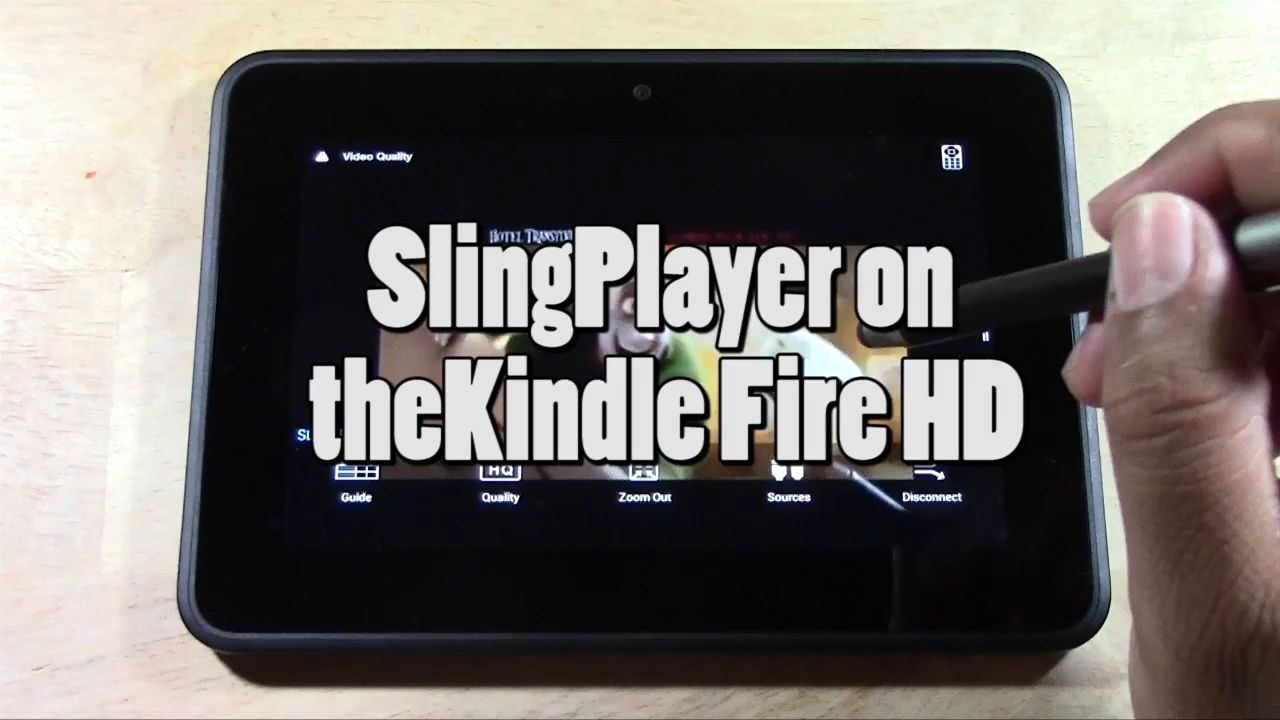 Video Quality
SlingPlayer on
theKindle Fire HD
Guide
HQ
Quality
Zoom Out
Sources
Disconnect